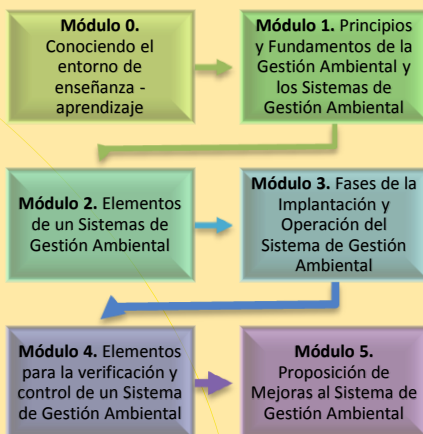 Módulo 0.
Conociendo el
entorno de
enseñanza -
aprendizaje
Módulo 1. Principios
y Fundamentos de la
Gestión Ambiental y
los Sistemas de
Gestión Ambiental
Módulo 2. Elementos
de un Sistemas de
Gestión Ambiental
Módulo 3. Fases de la
Implantación y
Operación del
Sistema de Gestión
Ambiental
Módulo 4. Elementos
para la verificación y
control de un Sistema
de Gestión Ambiental
Módulo 5.
Proposición de
Mejoras al Sistema de
Gestión Ambiental